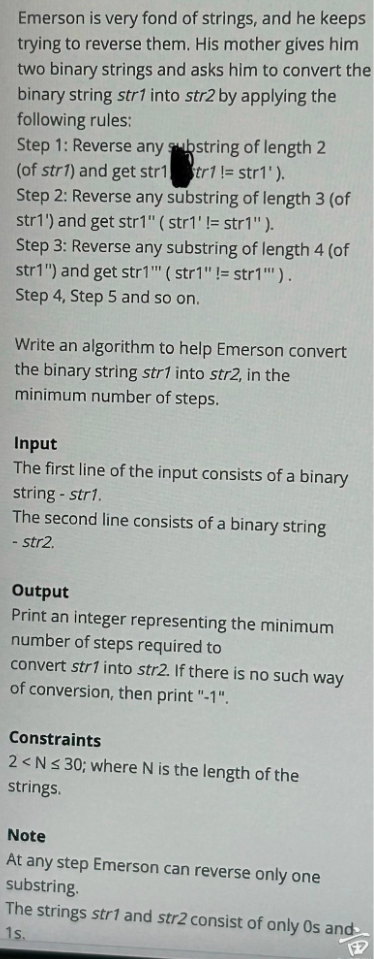 Emerson is very fond of strings, and he keeps
trying to reverse them. His mother gives him
two binary strings and asks him to convert the
binary string str1 into str2 by applying the
following rules:
Step 1: Reverse any substring of length 2
(of str1) and get str1 str1 != str1' ).
Step 2: Reverse any substring of length 3 (of
str1') and get str1" ( str1' != str1" ).
Step 3: Reverse any substring of length 4 (of
str1") and get str1"' ( str1" != str1"' ) .
Step 4, Step 5 and so on.
Write an algorithm to help Emerson convert
the binary string str1 into str2, in the
minimum number of steps.
Input
The first line of the input consists of a binary
string - str1.
The second line consists of a binary string
- str2.
Output
Print an integer representing the minimum
number of steps required to
convert str1 into str2. If there is no such way
of conversion, then print "-1".
Constraints
2 < N ≤ 30; where N is the length of the
strings.
Note
At any step Emerson can reverse only one
substring.
The strings str1 and str2 consist of only 0s and
1s.